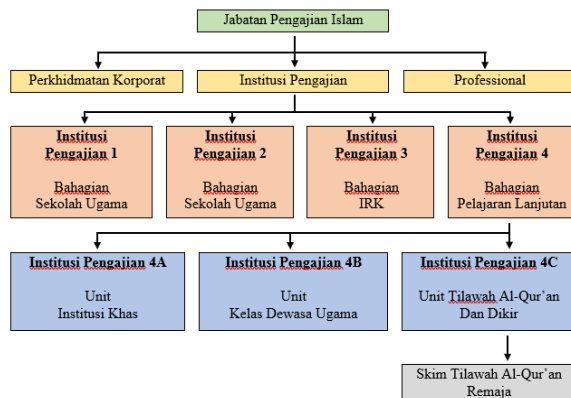 Jabatan Pengajian Islam
Perkhidmatan Korporat
Institusi Pengajian
Professional
Institusi
Pengajian 1
Bahagian
Sekolah Ugama
Institusi
Pengajian 2
Bahagian
Sekolah Ugama
Institusi
Pengajian 3
Bahagian
IRK
Institusi
Pengajian 4
Bahagian
Pelajaran Lanjutan
Institusi Pengajian 4A
Unit
Institusi Khas
Institusi Pengajian 4B
Unit
Kelas Dewasa Ugama
Institusi Pengajian 4C
Unit Tilawah Al-Qur’an
Dan Dikir
Skim Tilawah Al-Qur’an
Remaja